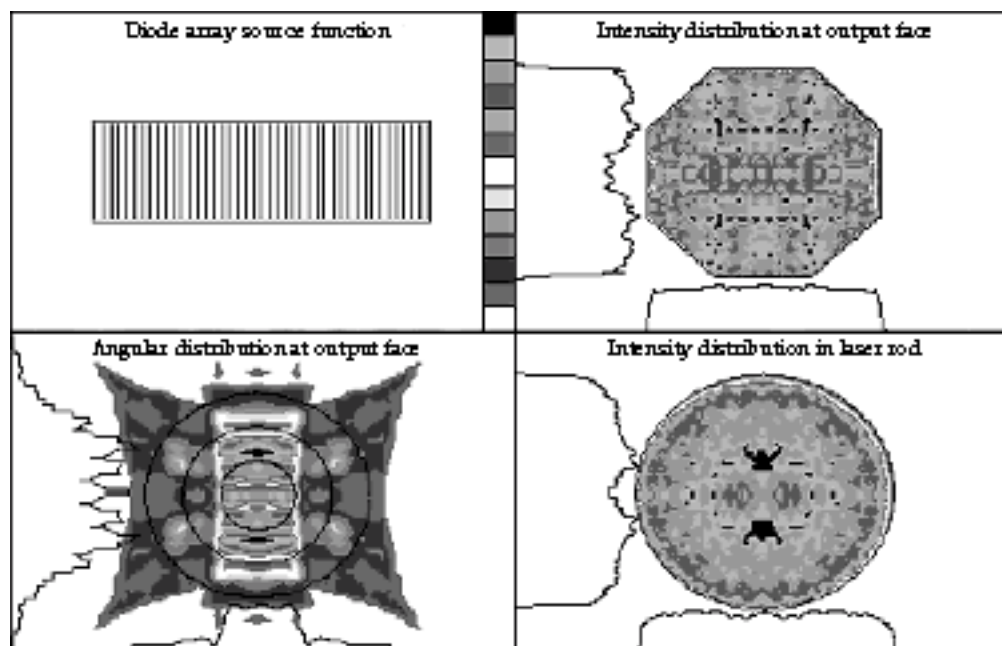 Diode array source function
Intensity distribution at output face
Angular distribution at output face
Intensity distribution in laser rod